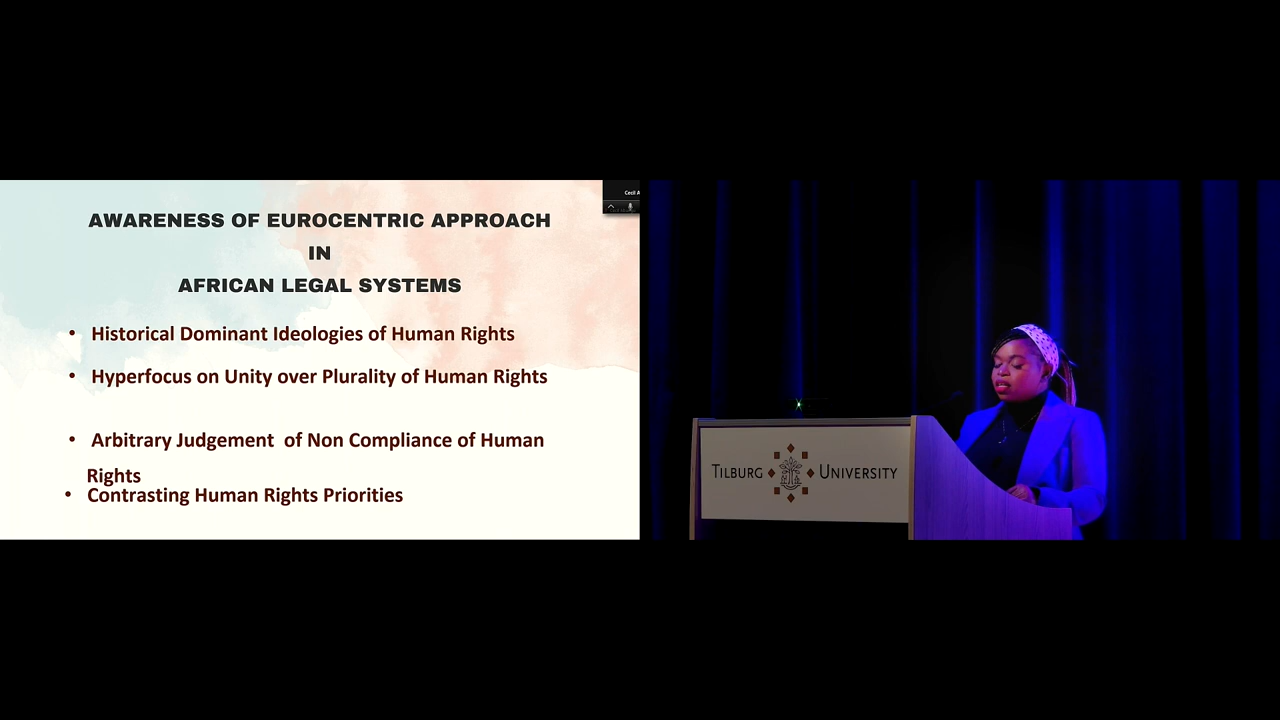 AWARENESS OF EUROCENTRIC APPROACH
IN
AFRICAN LEGAL SYSTEMS
• Historical Dominant Ideologies of Human Rights
• Hyperfocus on Unity over Plurality of Human Rights
• Arbitrary Judgement  of Non Compliance of Human
Rights
• Contrasting Human Rights Priorities
Cecil A
TILBURG UNIVERSITY